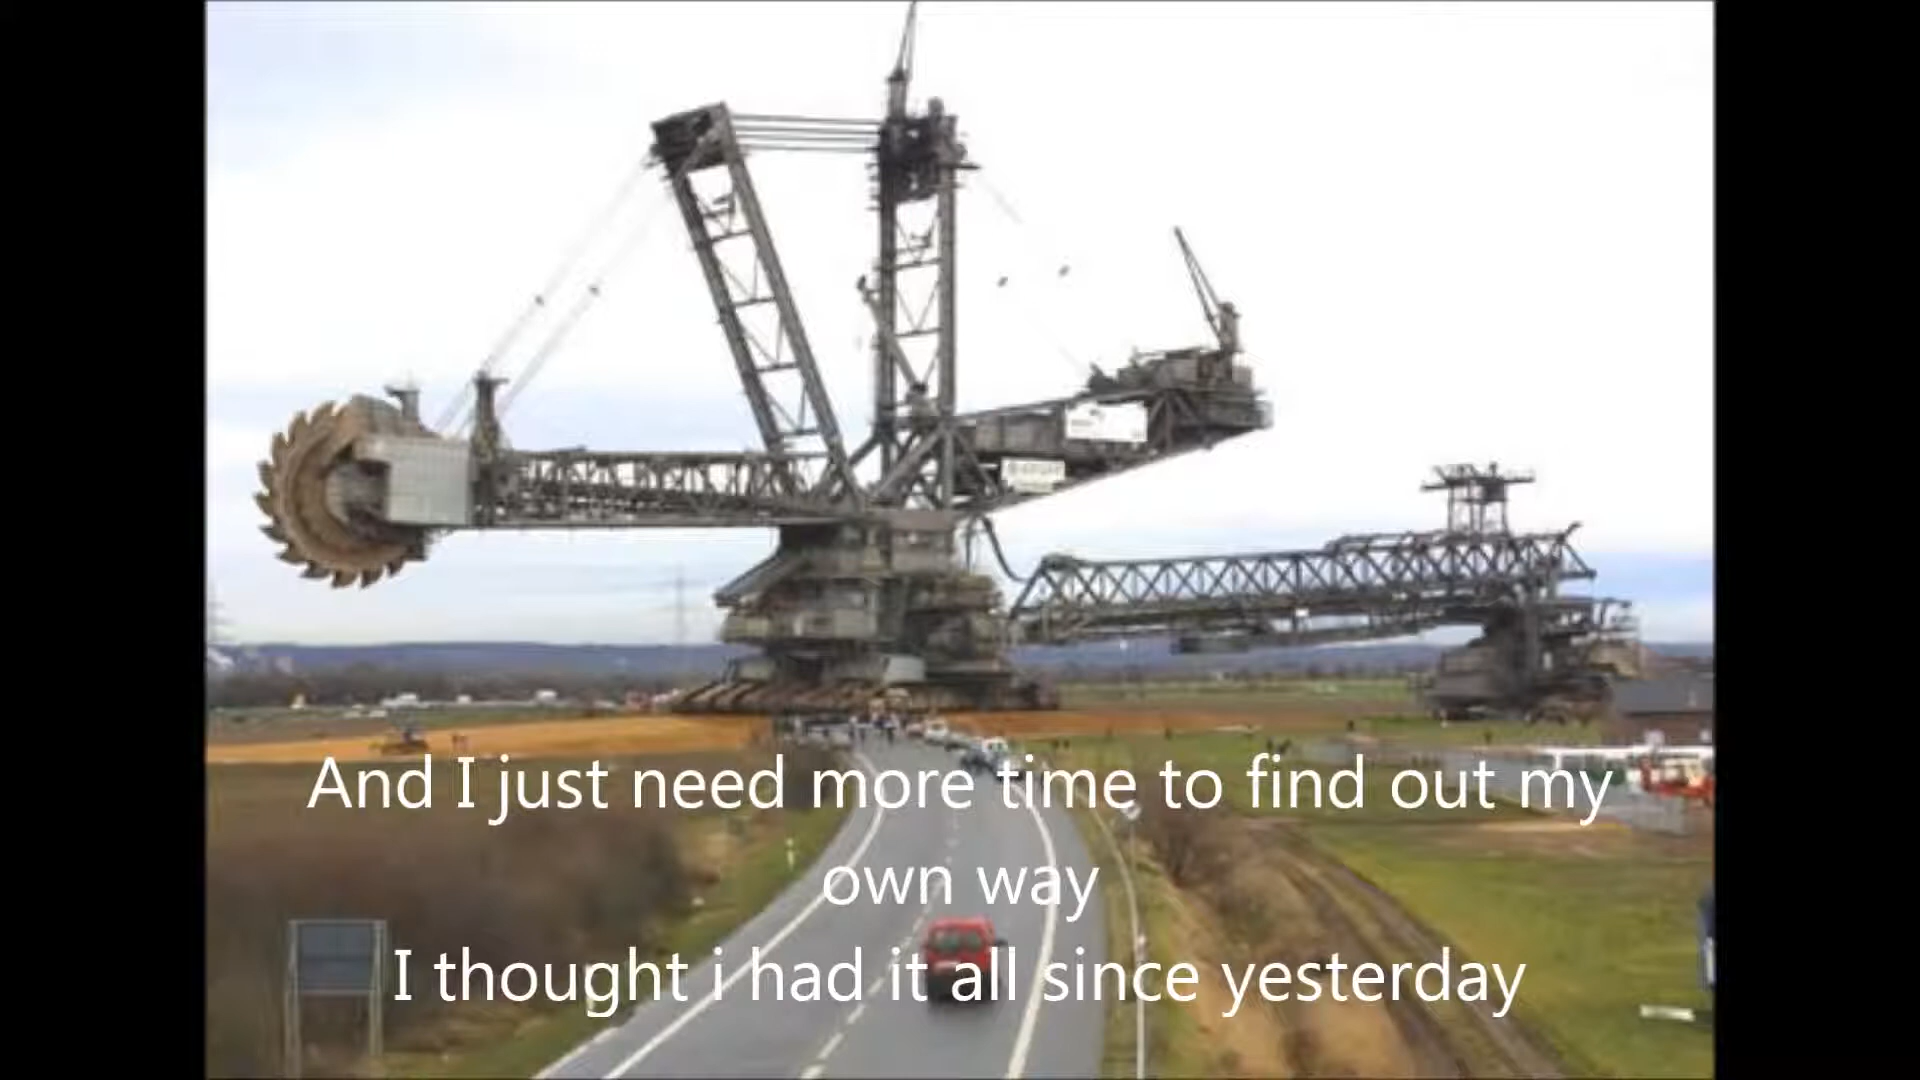 And I just need more time to find out my
own way
I thought i had it all since yesterday